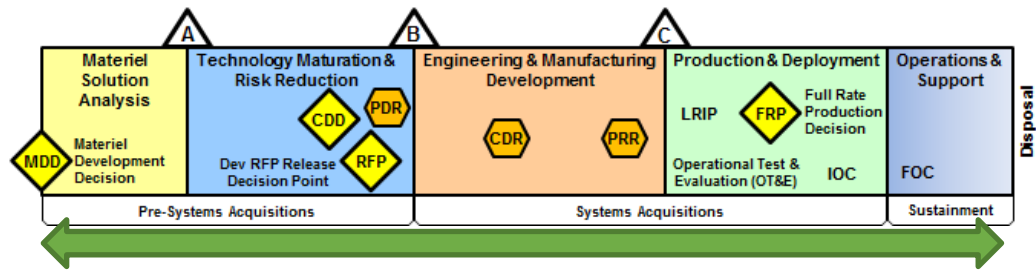 A
B
C
Materiel
Solution
Analysis
MDD
Materiel
Development
Decision
Technology Maturation &
Risk Reduction
CDD
PDR
Dev RFP Release
Decision Point
RFP
Engineering & Manufacturing
Development
CDR
PRR
Production & Deployment
LRIP
FRP
Full Rate
Production
Decision
Operational Test &
Evaluation (OT&E)
IOC
Operations &
Support
FOC
Disposal
Pre-Systems Acquisitions
Systems Acquisitions
Sustainment